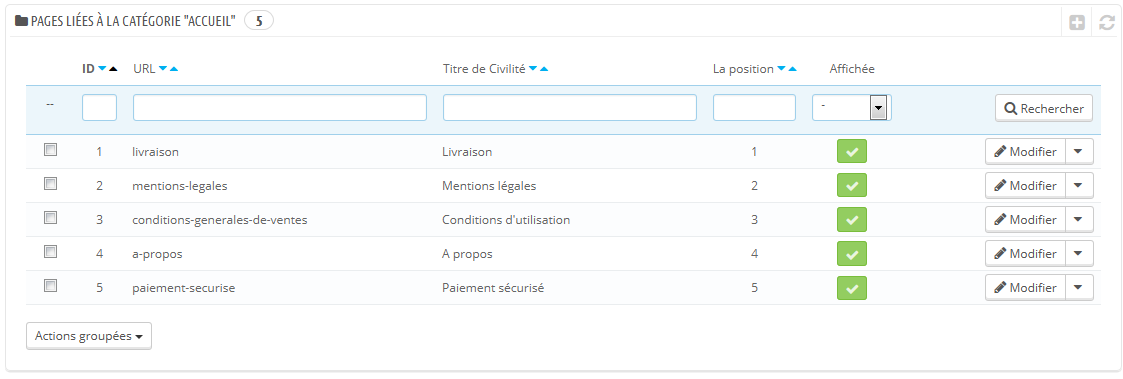 PAGES LIÉES À LA CATÉGORIE "ACCUEIL" 5
ID URL Titre de Civilité La position Affichée
-- - Rechercher
1 livraison Livraison 1 Modifier
2 mentions-legales Mentions légales 2 Modifier
3 conditions-generales-de-ventes Conditions d'utilisation 3 Modifier
4 a-propos A propos 4 Modifier
5 paiement-securise Paiement sécurisé 5 Modifier
Actions groupées